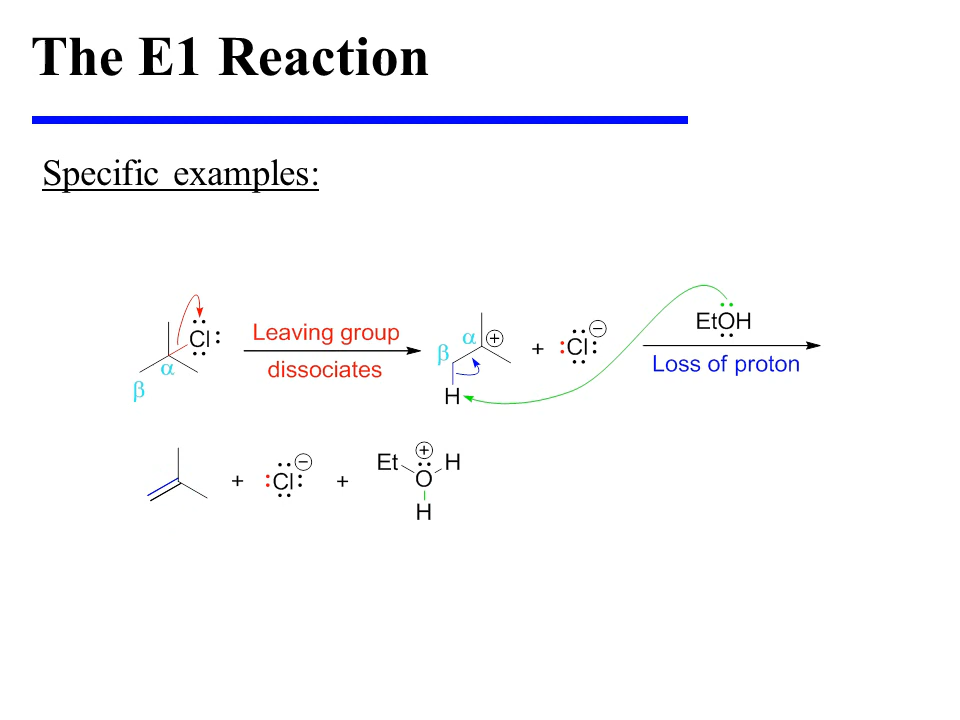 The E1 Reaction
Specific examples:
Cl
α
β
Leaving group
dissociates
α
β
H
+
+
Cl
−
EtOH
Loss of proton
+
Cl
−
+
Et
+
O
H
H